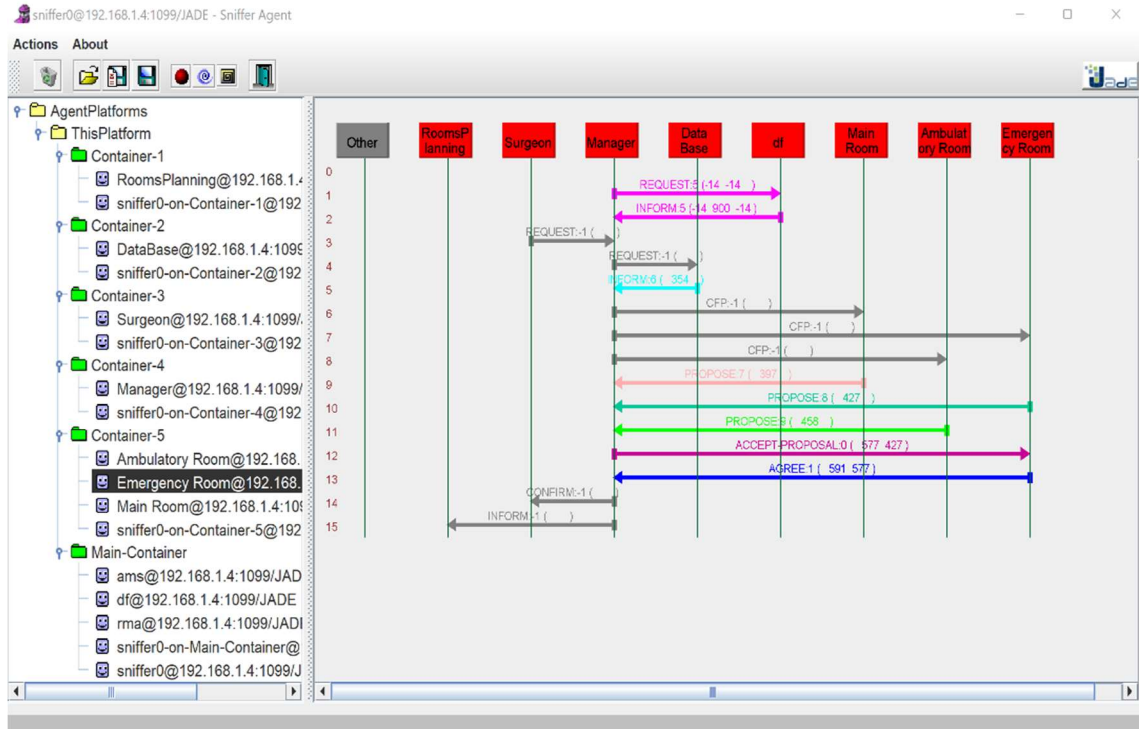 sniffer0@192.168.1.4:1099/JADE - Sniffer Agent
Actions About
Jade
AgentPlatforms
ThisPlatform
Container-1
RoomsPlanning@192.168.1.4
sniffer0-on-Container-1@192
Container-2
DataBase@192.168.1.4:1099
sniffer0-on-Container-2@192
Container-3
Surgeon@192.168.1.4:1099/
sniffer0-on-Container-3@192
Container-4
Manager@192.168.1.4:1099/
sniffer0-on-Container-4@192
Container-5
Ambulatory Room@192.168.
Emergency Room@192.168.
Main Room@192.168.1.4:109
sniffer0-on-Container-5@192
Main-Container
ams@192.168.1.4:1099/JAD
df@192.168.1.4:1099/JADE
rma@192.168.1.4:1099/JADI
sniffer0-on-Main-Container@
sniffer0@192.168.1.4:1099/J
Other
RoomsP
lanning
Surgeon
Manager
Data
Base
df
Main
Room
Ambulat
ory Room
Emergen
cy Room
0
REQUEST:5 (-14 -14 )
1
INFORM:5 (-14 900 -14 )
2
REQUEST:-1 ( )
3
REQUEST:-1 ( )
4
INFORM:6 ( 354 )
5
CFP:-1 ( )
6
CFP:-1 ( )
7
CFP:-1 ( )
8
PROPOSE:7 ( 397 )
9
PROPOSE:8 ( 427 )
10
PROPOSE:9 ( 458 )
11
ACCEPT-PROPOSAL:0 ( 577 427 )
12
AGREE:1 ( 591 577 )
13
CONFIRM:-1 ( )
14
INFORM:-1 ( )
15